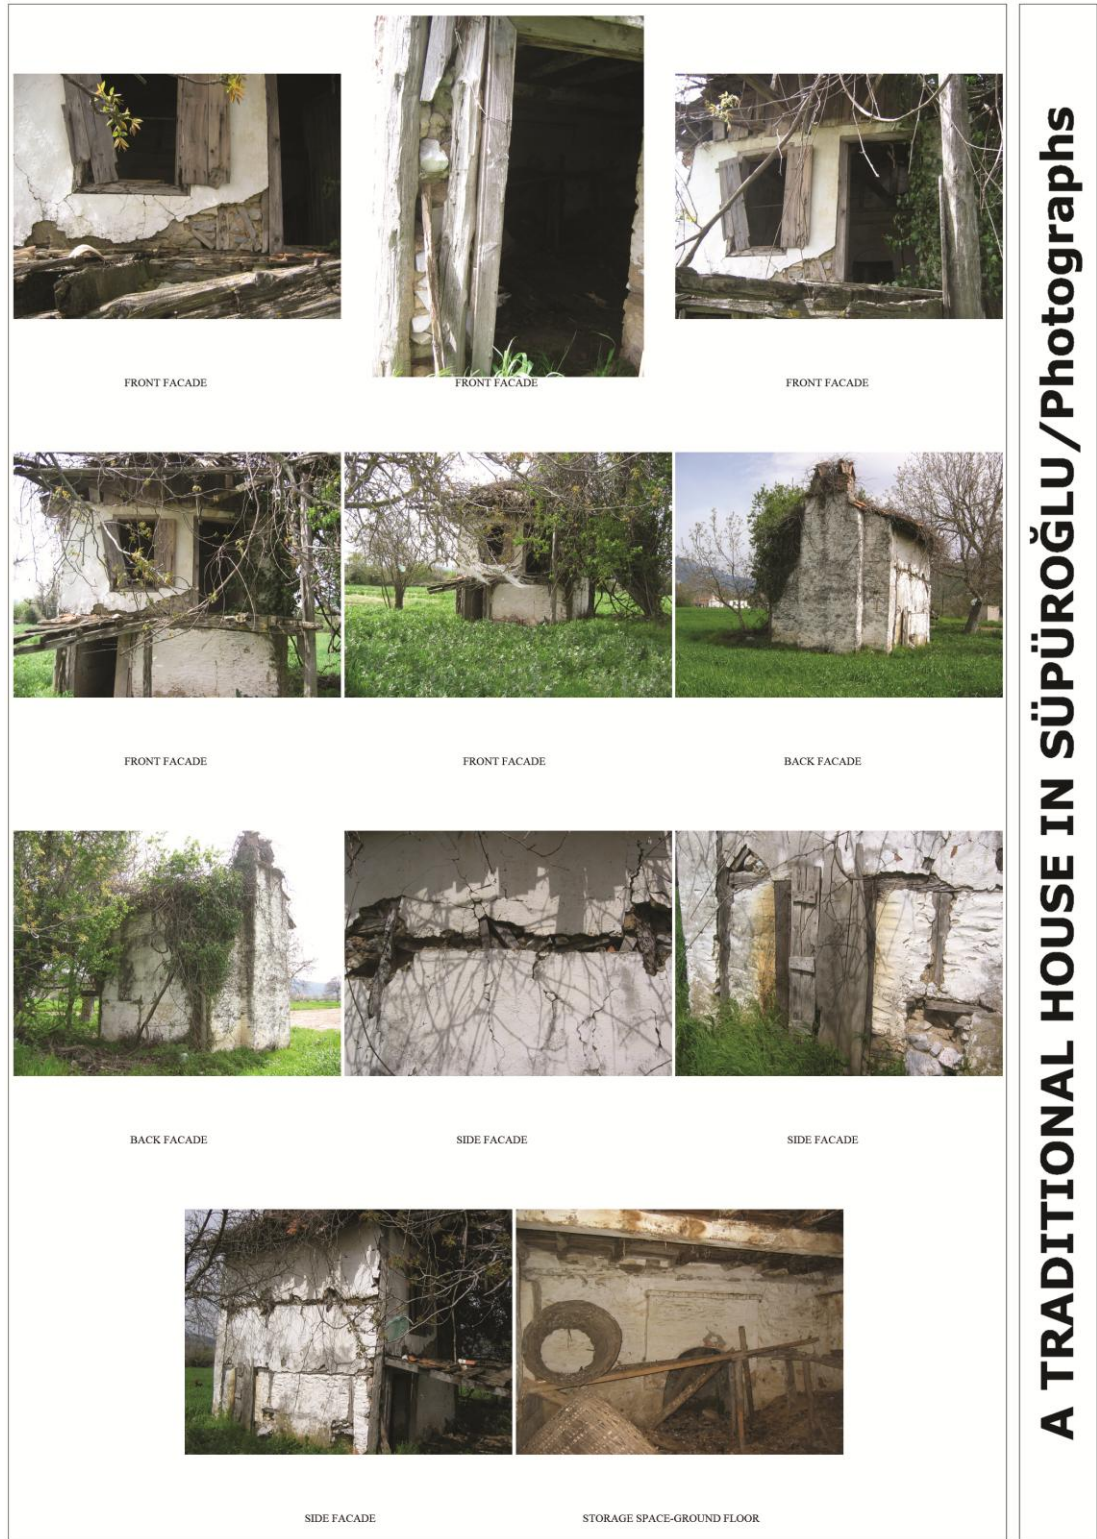 FRONT FACADE
FRONT FACADE
FRONT FACADE
FRONT FACADE
FRONT FACADE
BACK FACADE
BACK FACADE
SIDE FACADE
SIDE FACADE
SIDE FACADE
STORAGE SPACE-GROUND FLOOR
A TRADITIONAL HOUSE IN SÜPÜROĞLU/Photographs